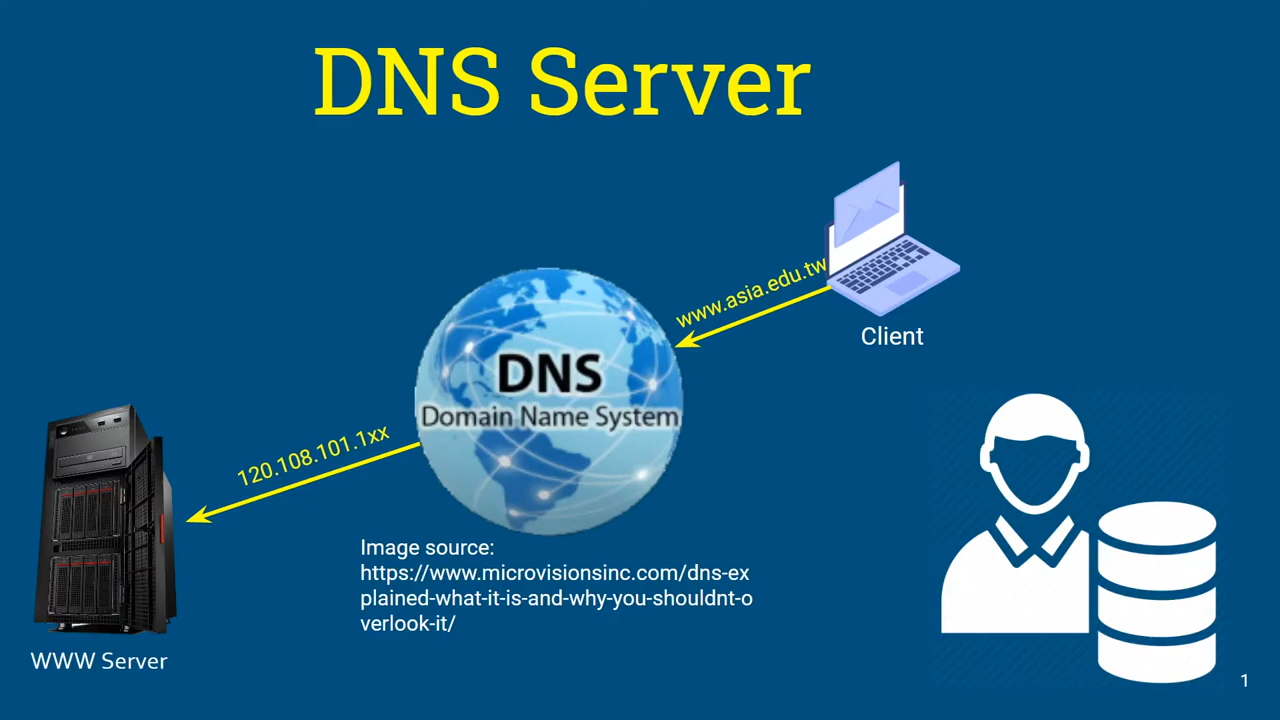 DNS Server
www.asia.edu.tw
Client
DNS
Domain Name System
120.108.101.1xx
Image source:
https://www.microvisionsinc.com/dns-ex
plained-what-it-is-and-why-you-shouldnt-o
verlook-it/
WWW Server
1